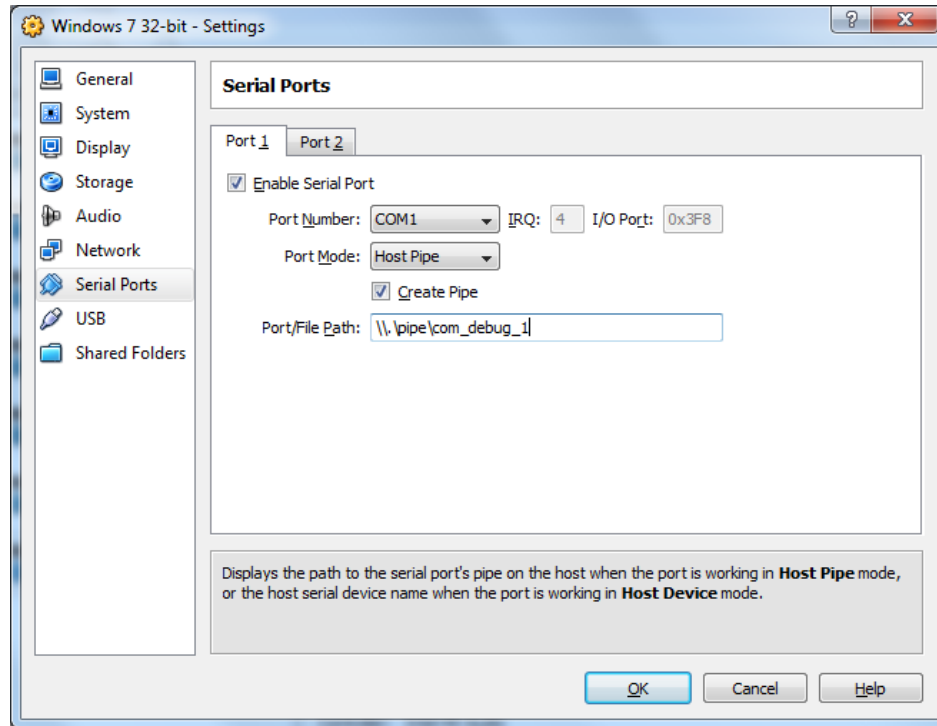 Windows 7 32-bit - Settings
General
System
Display
Storage
Audio
Network
Serial Ports
USB
Shared Folders
Serial Ports
Port 1 Port 2
Enable Serial Port
Port Number: COM1 IRQ: 4 I/O Port: 0x3F8
Port Mode: Host Pipe
Create Pipe
Port/File Path: \\.\pipe\com_debug_1
Displays the path to the serial port's pipe on the host when the port is working in Host Pipe mode,
or the host serial device name when the port is working in Host Device mode.
OK Cancel Help